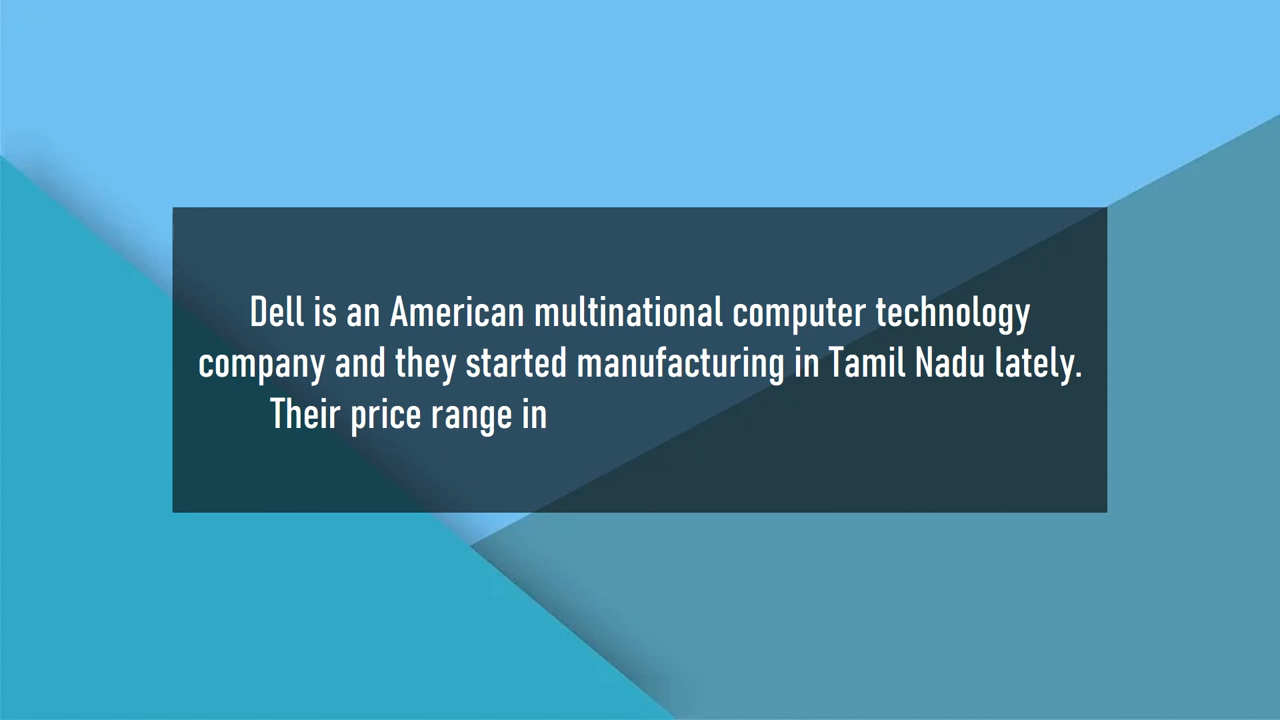 Dell is an American multinational computer technology
company and they started manufacturing in Tamil Nadu lately.
Their price range in